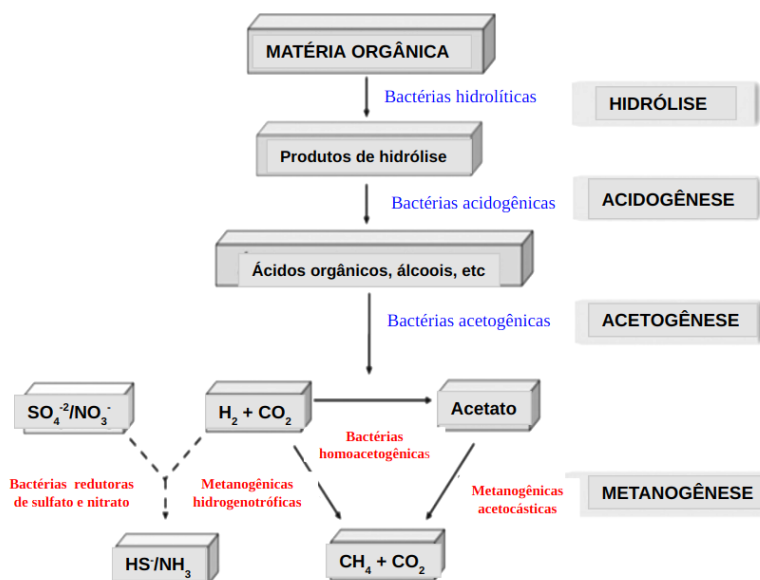 MATÉRIA ORGÂNICA
Bactérias hidrolíticas
HIDRÓLISE
Produtos de hidrólise
Bactérias acidogênicas
ACIDOGÊNESE
Ácidos orgânicos, álcoois, etc
Bactérias acetogênicas
ACETOGÊNESE
SO₄⁻²/NO₃⁻
H₂ + CO₂
Acetato
Bactérias
homoacetogênicas
Bactérias redutoras
de sulfato e nitrato
Metanogênicas
hidrogenotróficas
Metanogênicas
acetocásticas
METANOGÊNESE
HS⁻/NH₃
CH₄ + CO₂